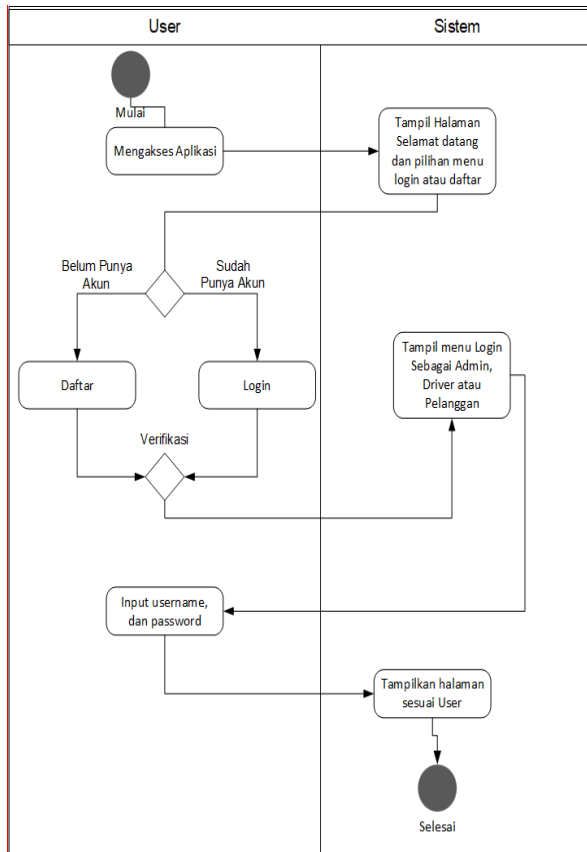 User
Sistem
Mulai
Mengakses Aplikasi
Tampil Halaman
Selamat datang
dan pilihan menu
login atau daftar
Belum Punya
Akun
Sudah
Punya Akun
Daftar
Login
Verifikasi
Tampil menu Login
Sebagai Admin,
Driver atau
Pelanggan
Input username,
dan password
Tampilkan halaman
sesuai User
Selesai